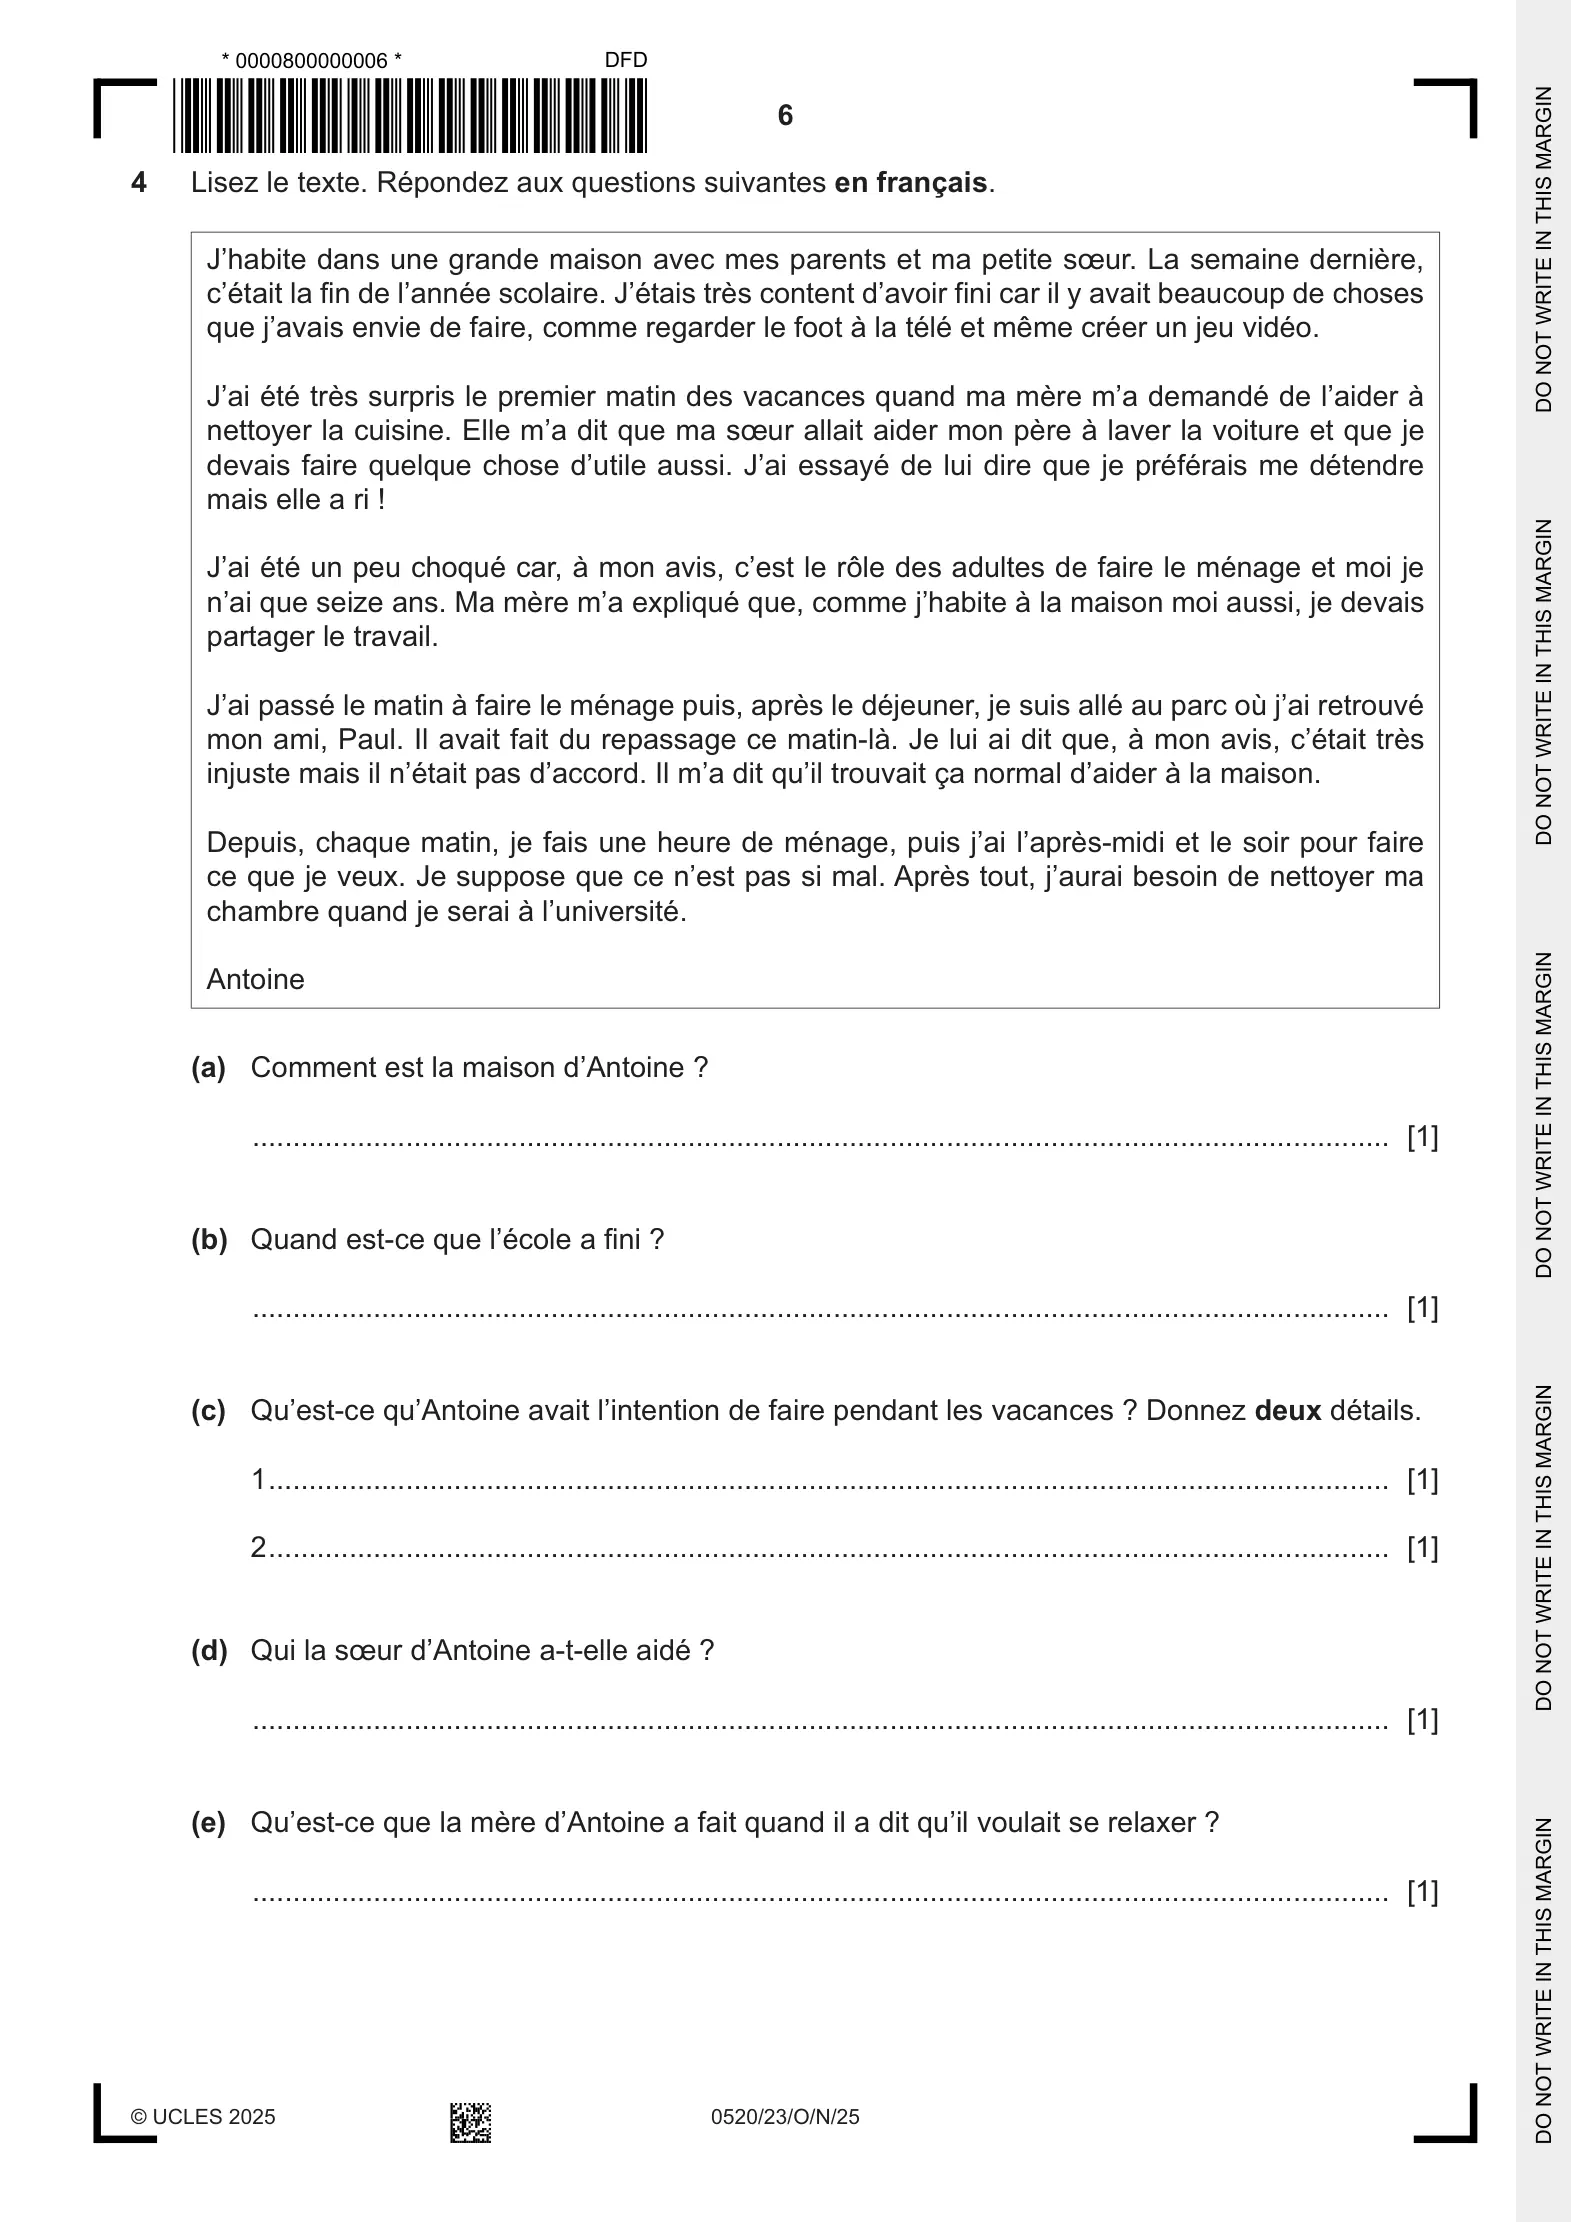 * 0000800000006 *
DFD
6
4 Lisez le texte. Répondez aux questions suivantes en français.
J’habite dans une grande maison avec mes parents et ma petite sœur. La semaine dernière,
c’était la fin de l’année scolaire. J’étais très content d’avoir fini car il y avait beaucoup de choses
que j’avais envie de faire, comme regarder le foot à la télé et même créer un jeu vidéo.
J’ai été très surpris le premier matin des vacances quand ma mère m’a demandé de l’aider à
nettoyer la cuisine. Elle m’a dit que ma sœur allait aider mon père à laver la voiture et que je
devais faire quelque chose d’utile aussi. J’ai essayé de lui dire que je préférais me détendre
mais elle a ri !
J’ai été un peu choqué car, à mon avis, c’est le rôle des adultes de faire le ménage et moi je
n’ai que seize ans. Ma mère m’a expliqué que, comme j’habite à la maison moi aussi, je devais
partager le travail.
J’ai passé le matin à faire le ménage puis, après le déjeuner, je suis allé au parc où j’ai retrouvé
mon ami, Paul. Il avait fait du repassage ce matin-là. Je lui ai dit que, à mon avis, c’était très
injuste mais il n’était pas d’accord. Il m’a dit qu’il trouvait ça normal d’aider à la maison.
Depuis, chaque matin, je fais une heure de ménage, puis j’ai l’après-midi et le soir pour faire
ce que je veux. Je suppose que ce n’est pas si mal. Après tout, j’aurai besoin de nettoyer ma
chambre quand je serai à l’université.
Antoine
(a) Comment est la maison d’Antoine ?
[1]
(b) Quand est-ce que l’école a fini ?
[1]
(c) Qu’est-ce qu’Antoine avait l’intention de faire pendant les vacances ? Donnez deux détails.
1 [1]
2 [1]
(d) Qui la sœur d’Antoine a-t-elle aidé ?
[1]
(e) Qu’est-ce que la mère d’Antoine a fait quand il a dit qu’il voulait se relaxer ?
[1]
© UCLES 2025
0520/23/O/N/25
DO NOT WRITE IN THIS MARGIN
DO NOT WRITE IN THIS MARGIN
DO NOT WRITE IN THIS MARGIN
DO NOT WRITE IN THIS MARGIN
DO NOT WRITE IN THIS MARGIN